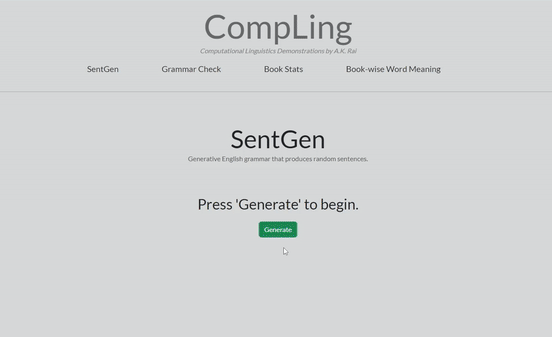 CompLing
Computational Linguistics Demonstrations by A.K. Rai
SentGen Grammar Check Book Stats Book-wise Word Meaning
SentGen
Generative English grammar that produces random sentences.
Press 'Generate' to begin.
Generate